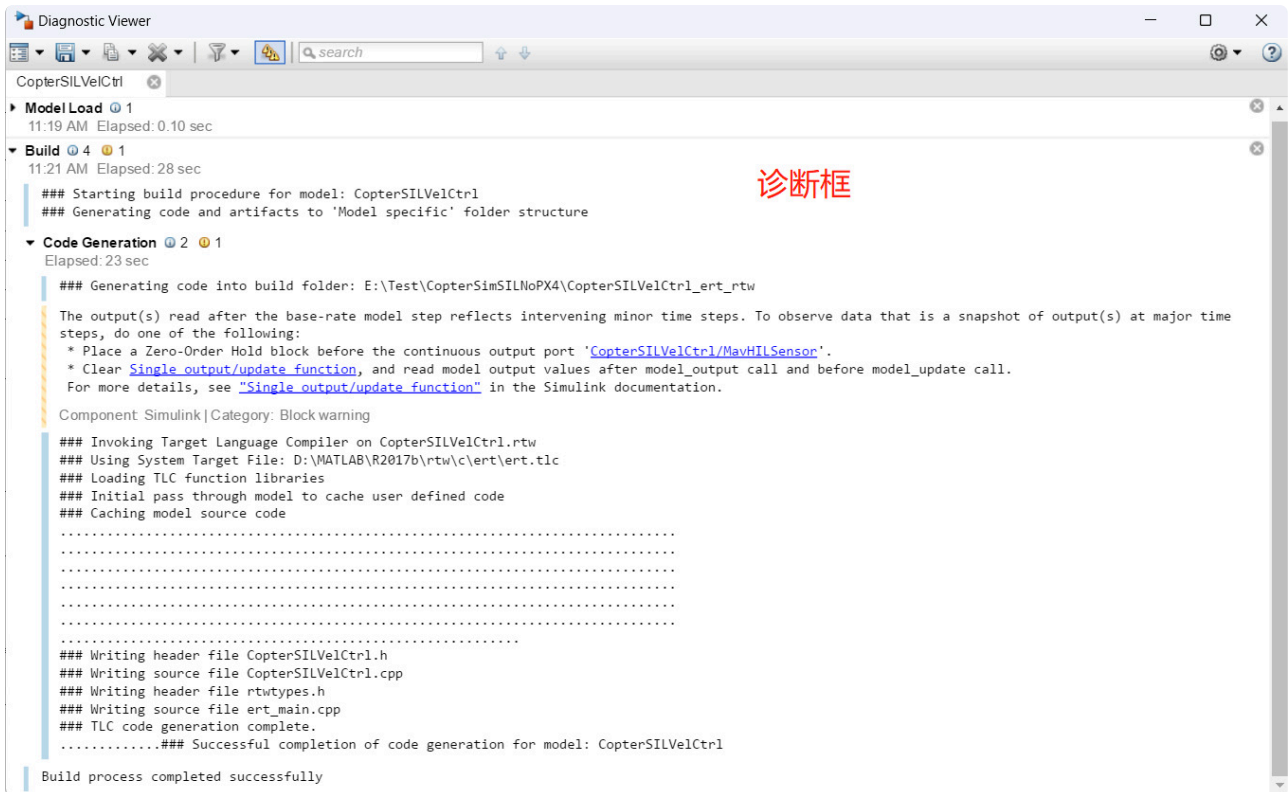 Diagnostic Viewer
search
CopterSILVelCtrl
Model Load 1
11:19 AM Elapsed: 0.10 sec
Build 4 1
11:21 AM Elapsed: 28 sec
诊断框
### Starting build procedure for model: CopterSILVelCtrl
### Generating code and artifacts to 'Model specific' folder structure
Code Generation 2 1
Elapsed: 23 sec
### Generating code into build folder: E:\Test\CopterSimSILNoPX4\CopterSILVelCtrl_ert_rtw
The output(s) read after the base-rate model step reflects intervening minor time steps. To observe data that is a snapshot of output(s) at major time
steps, do one of the following:
* Place a Zero-Order Hold block before the continuous output port 'CopterSILVelCtrl/MavHILSensor'.
* Clear Single output/update function, and read model output values after model_output call and before model_update call.
For more details, see "Single output/update function" in the Simulink documentation.
Component: Simulink | Category: Block warning
### Invoking Target Language Compiler on CopterSILVelCtrl.rtw
### Using System Target File: D:\MATLAB\R2017b\rtw\c\ert\ert.tlc
### Loading TLC function libraries
### Initial pass through model to cache user defined code
### Caching model source code
...............................................................................
...............................................................................
...............................................................................
...............................................................................
...............................................................................
...............................................................................
...........................................................
### Writing header file CopterSILVelCtrl.h
### Writing source file CopterSILVelCtrl.cpp
### Writing header file rtwtypes.h
### Writing source file ert_main.cpp
### TLC code generation complete.
.............### Successful completion of code generation for model: CopterSILVelCtrl
Build process completed successfully